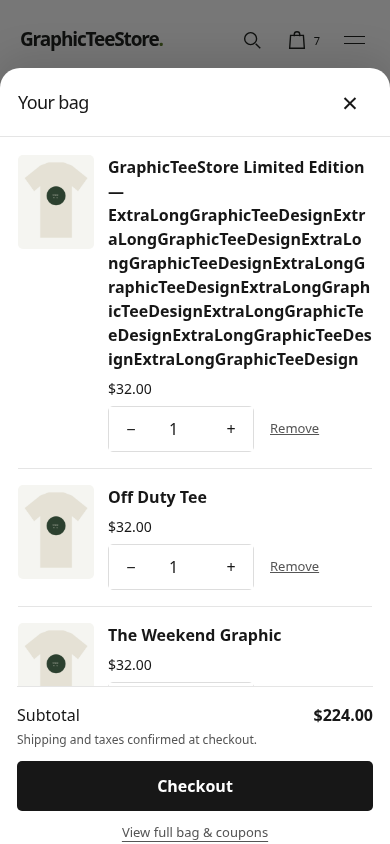 GraphicTeeStore.
7
Your bag
GraphicTeeStore Limited Edition
—
ExtraLongGraphicTeeDesignExtr
aLongGraphicTeeDesignExtraLo
ngGraphicTeeDesignExtraLongG
raphicTeeDesignExtraLongGraph
icTeeDesignExtraLongGraphicTe
eDesignExtraLongGraphicTeeDes
ignExtraLongGraphicTeeDesign
$32.00
− 1 + Remove
Off Duty Tee
$32.00
− 1 + Remove
The Weekend Graphic
$32.00
Subtotal $224.00
Shipping and taxes confirmed at checkout.
Checkout
View full bag & coupons